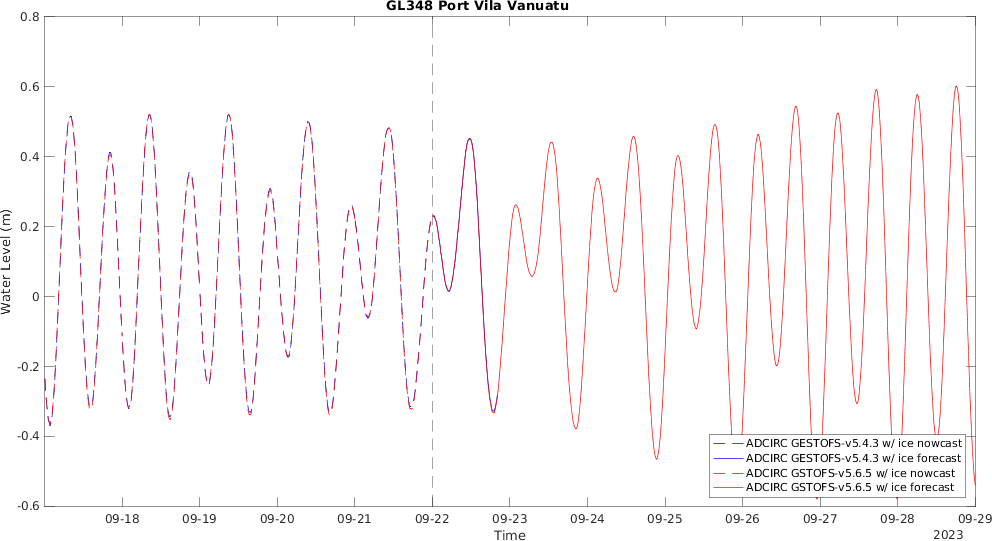 GL348 Port Vila Vanuatu
0.8
0.6
0.4
0.2
0
-0.2
-0.4
-0.6
Water Level (m)
ADCIRC GESTOFS-v5.4.3 w/ ice nowcast
ADCIRC GESTOFS-v5.4.3 w/ ice forecast
ADCIRC GSTOFS-v5.6.5 w/ ice nowcast
ADCIRC GSTOFS-v5.6.5 w/ ice forecast
09-18 09-19 09-20 09-21 09-22 09-23 09-24 09-25 09-26 09-27 09-28 09-29
Time
2023